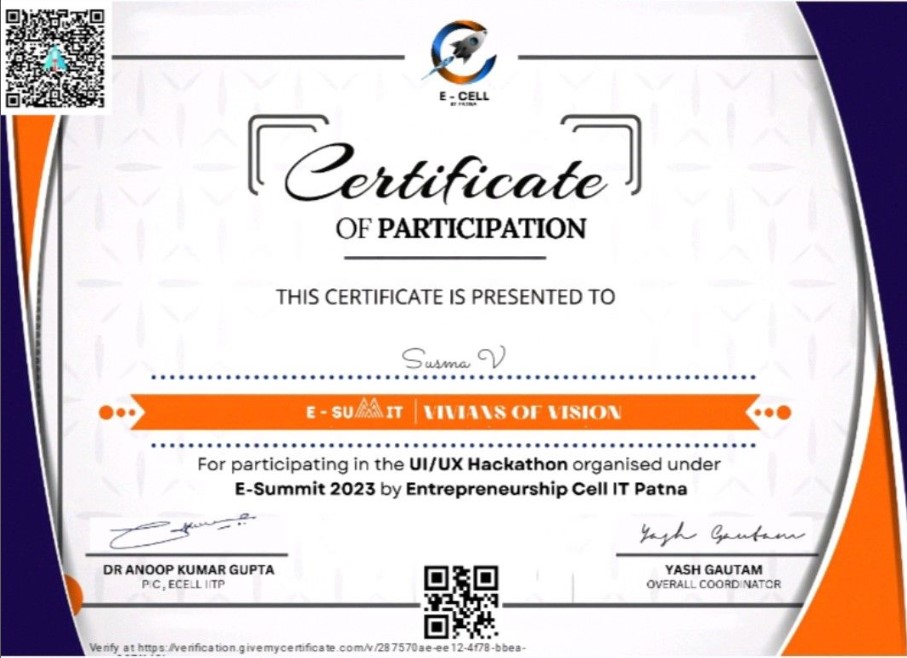 E - CELL
IIT PATNA
Certificate
OF PARTICIPATION
THIS CERTIFICATE IS PRESENTED TO
Susma V
E - SUMMIT | VIVIANS OF VISION
For participating in the UI/UX Hackathon organised under
E-Summit 2023 by Entrepreneurship Cell IT Patna
Yash Gautam
DR ANOOP KUMAR GUPTA
PIC, ECELL IITP
YASH GAUTAM
OVERALL COORDINATOR
Verify at https://verification.givemycertificate.com/v/287570ae-ee12-4f78-bbea-